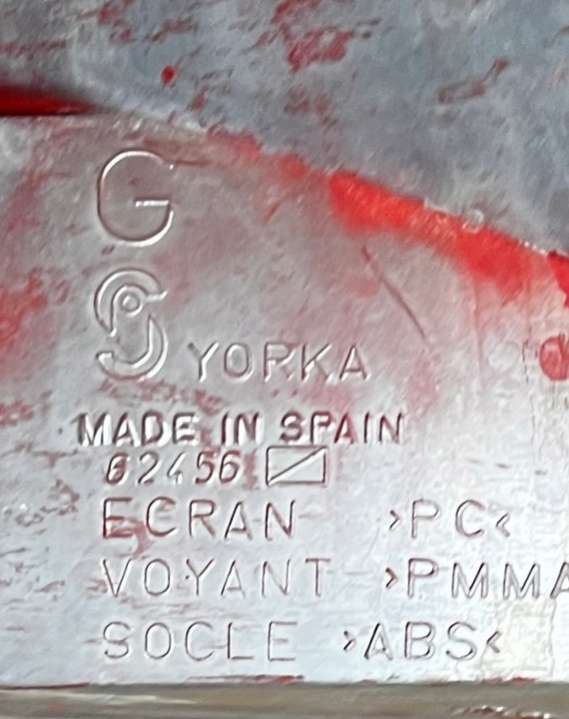 G
YORKA
MADE IN SPAIN
62456
ECRAN >PC<
VOYANT >PMMA
SOCLE >ABS<